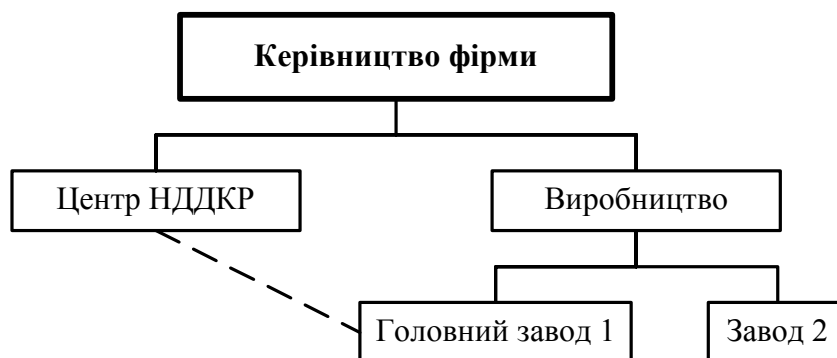 Керівництво фірми
Центр НДДКР
Виробництво
Головний завод 1
Завод 2